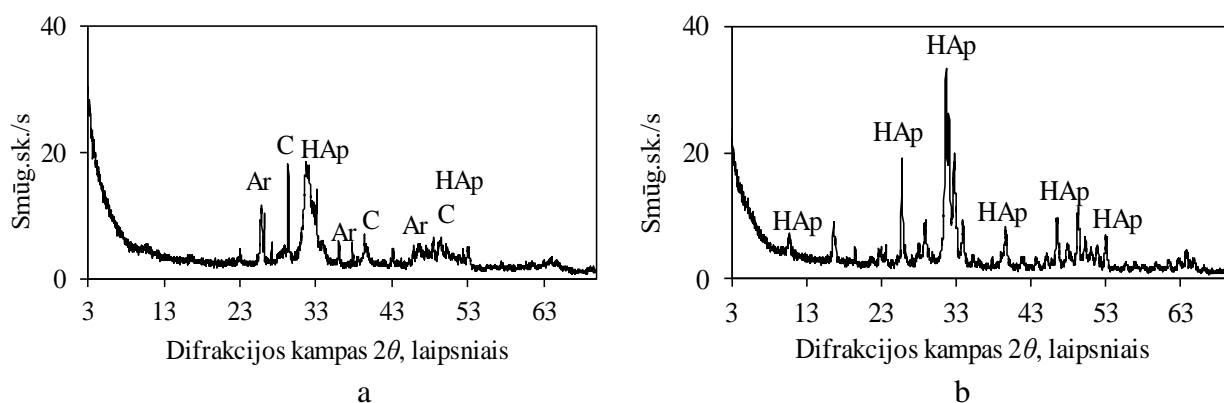 40
20
0
Smūg.sk./s
Ar
C
HAp
Ar
C
Ar
HAp
C
3 13 23 33 43 53 63
Difrakcijos kampas 2θ, laipsniais
a
40
20
0
Smūg.sk./s
HAp
HAp
HAp
HAp
HAp
HAp
3 13 23 33 43 53 63
Difrakcijos kampas 2θ, laipsniais
b